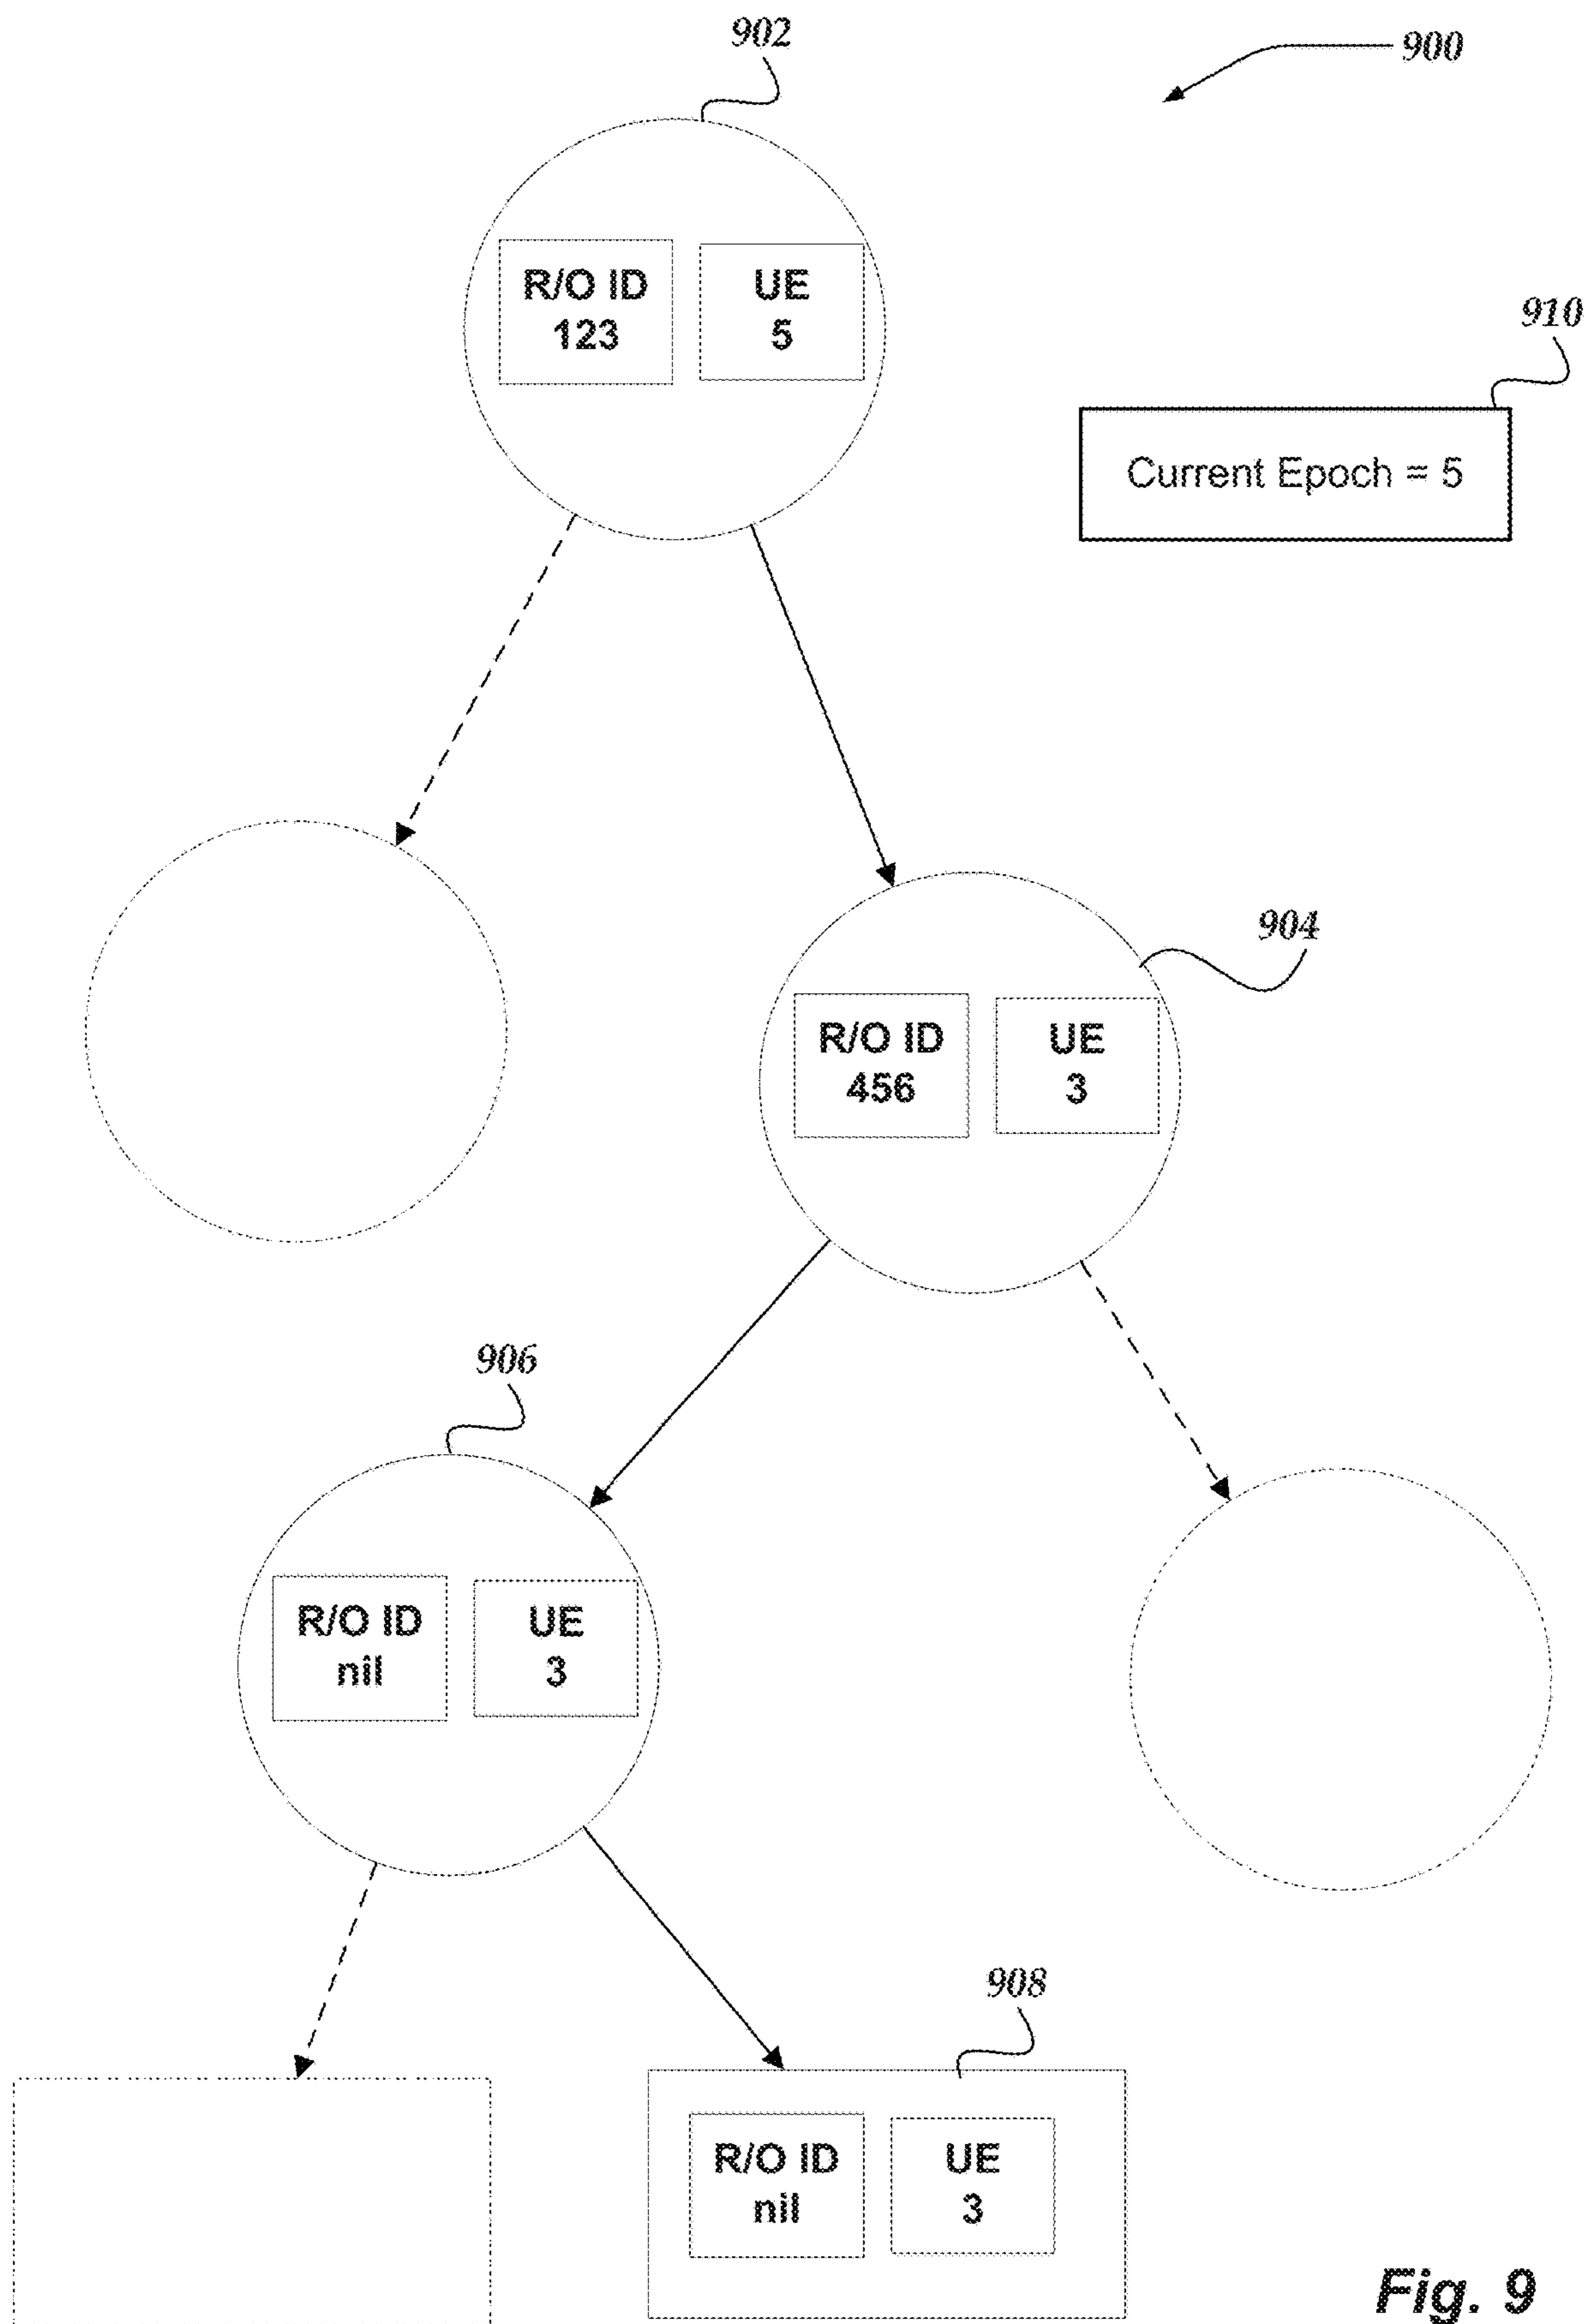 902
900
R/O ID
123
UE
5
910
Current Epoch = 5
904
R/O ID
456
UE
3
906
R/O ID
nil
UE
3
908
R/O ID
nil
UE
3
Fig. 9